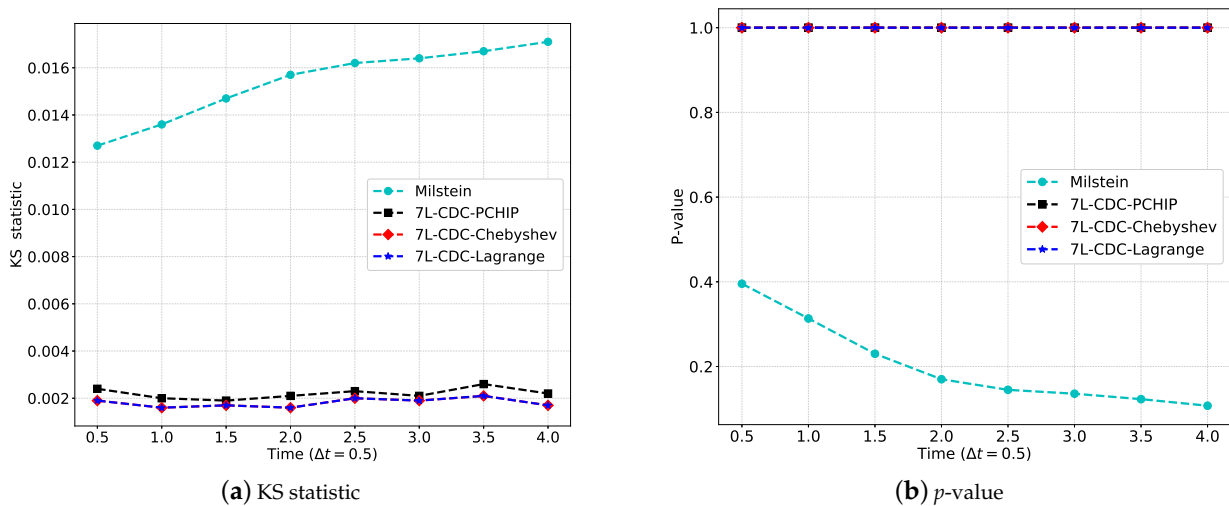 0.016
0.014
0.012
0.010
0.008
0.006
0.004
0.002
KS statistic
0.5 1.0 1.5 2.0 2.5 3.0 3.5 4.0
Time (Δt = 0.5)
Milstein
7L-CDC-PCHIP
7L-CDC-Chebyshev
7L-CDC-Lagrange
(a) KS statistic
1.0
0.8
0.6
0.4
0.2
P-value
0.5 1.0 1.5 2.0 2.5 3.0 3.5 4.0
Time (Δt = 0.5)
Milstein
7L-CDC-PCHIP
7L-CDC-Chebyshev
7L-CDC-Lagrange
(b) p-value